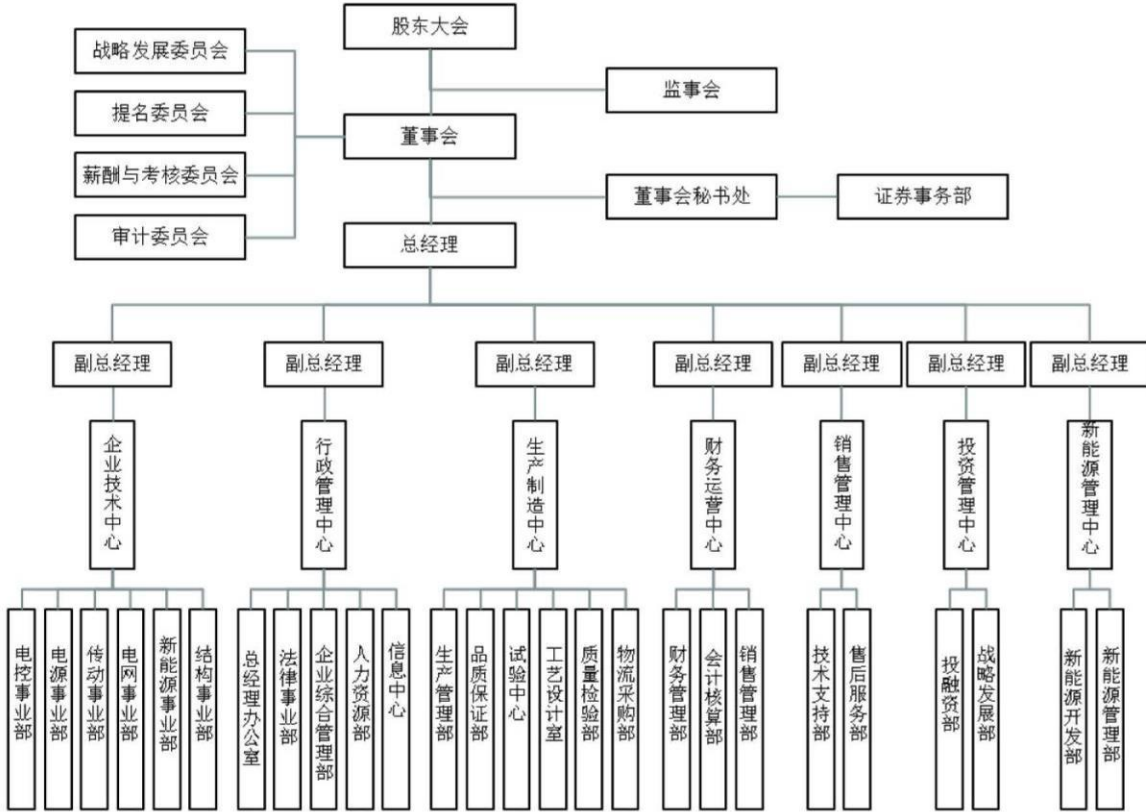 股东大会
战略发展委员会
监事会
提名委员会
董事会
薪酬与考核委员会
董事会秘书处
证券事务部
审计委员会
总经理
副总经理
副总经理
副总经理
副总经理
副总经理
副总经理
副总经理
企业技术中心
行政管理中心
生产制造中心
财务运营中心
销售管理中心
投资管理中心
新能源管理中心
电控事业部
电源事业部
传动事业部
电网事业部
新能源事业部
结构事业部
总经理办公室
法律事业部
企业综合管理部
人力资源部
信息中心
生产管理部
品质保证部
试验中心
工艺设计室
质量检验部
物流采购部
财务管理部
会计核算部
销售管理部
技术支持部
售后服务部
投融资部
战略发展部
新能源开发部
新能源管理部